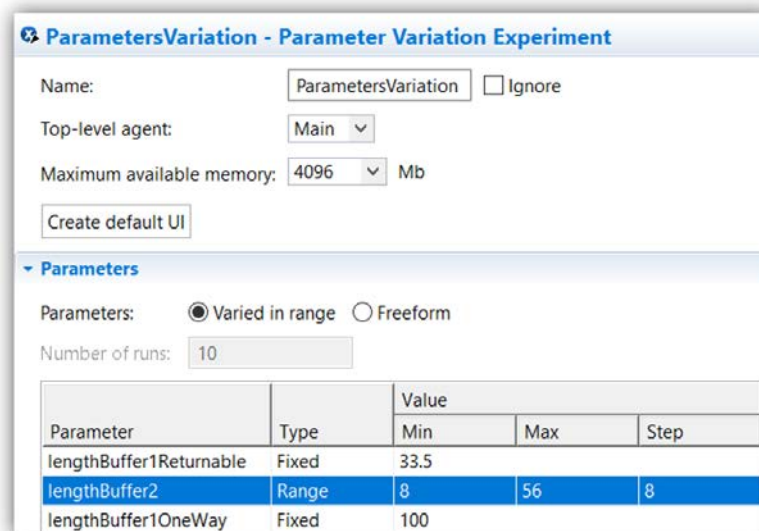 ParametersVariation - Parameter Variation Experiment
Name: ParametersVariation Ignore
Top-level agent: Main
Maximum available memory: 4096 Mb
Create default UI
Parameters
Parameters: Varied in range Freeform
Number of runs: 10
Value
Parameter Type Min Max Step
lengthBuffer1Returnable Fixed 33.5
lengthBuffer2 Range 8 56 8
lengthBuffer1OneWay Fixed 100